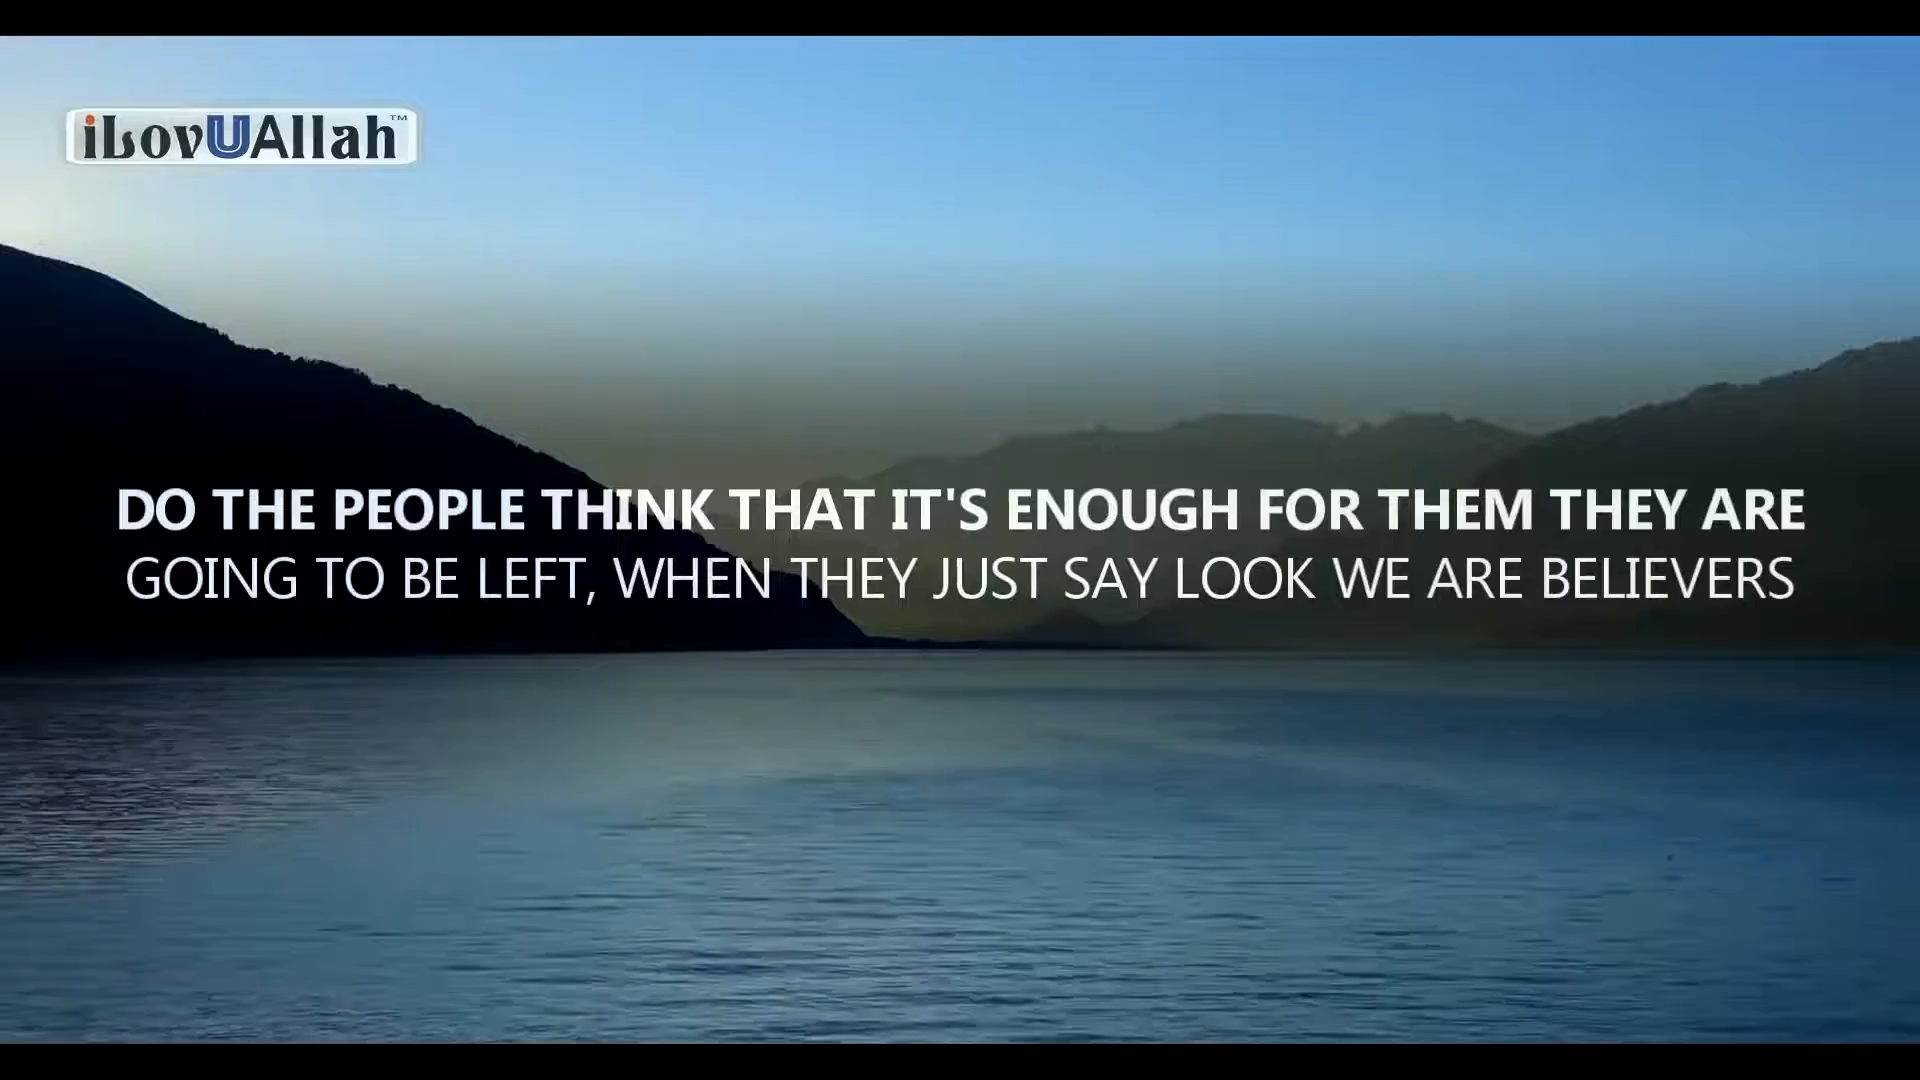 iLovUAllah™
DO THE PEOPLE THINK THAT IT'S ENOUGH FOR THEM THEY ARE
GOING TO BE LEFT, WHEN THEY JUST SAY LOOK WE ARE BELIEVERS